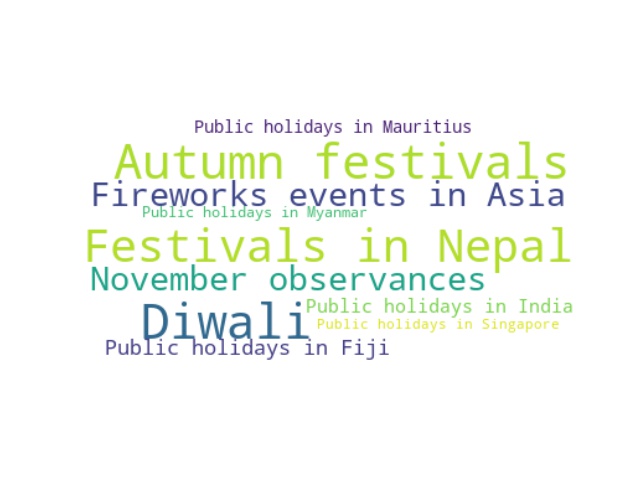 Public holidays in Mauritius
Autumn festivals
Fireworks events in Asia
Public holidays in Myanmar
Festivals in Nepal
November observances
Diwali
Public holidays in India
Public holidays in Singapore
Public holidays in Fiji